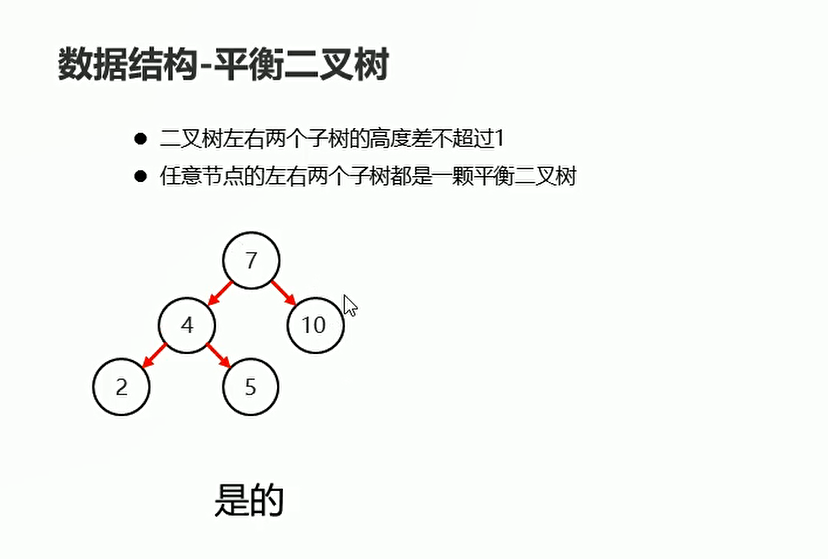 数据结构-平衡二叉树
● 二叉树左右两个子树的高度差不超过1
● 任意节点的左右两个子树都是一颗平衡二叉树
7
4 10
2 5
是的